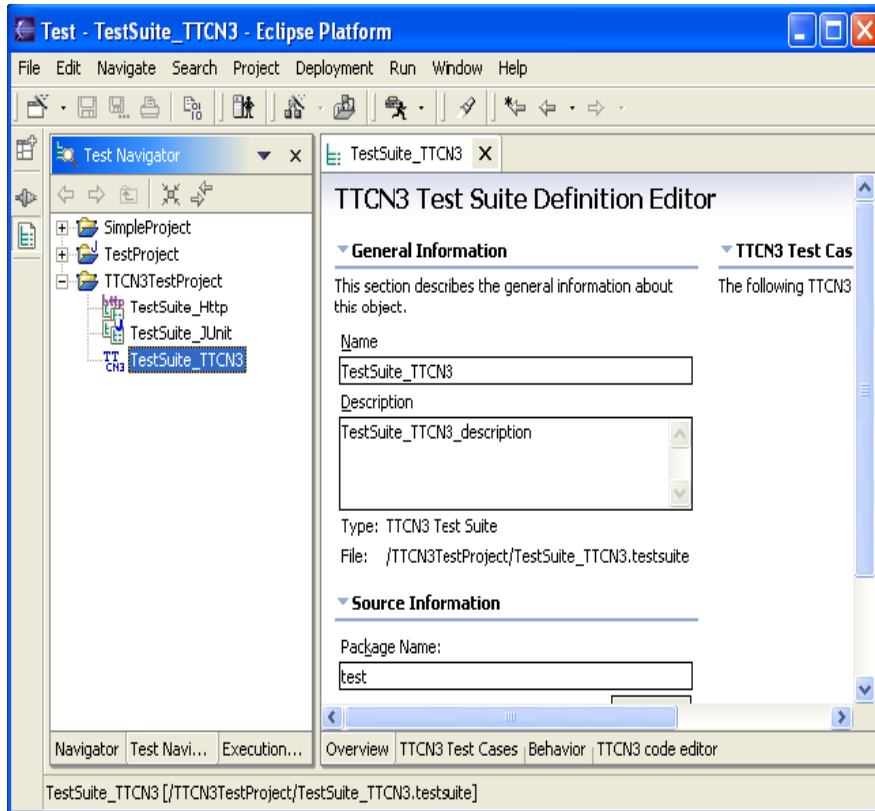 Test - TestSuite_TTCN3 - Eclipse Platform
File Edit Navigate Search Project Deployment Run Window Help
Test Navigator
SimpleProject
TestProject
TTCN3TestProject
TestSuite_Http
TestSuite_JUnit
TestSuite_TTCN3
Navigator Test Navi... Execution...
TestSuite_TTCN3
TTCN3 Test Suite Definition Editor
General Information
This section describes the general information about
this object.
Name
TestSuite_TTCN3
Description
TestSuite_TTCN3_description
Type: TTCN3 Test Suite
File: /TTCN3TestProject/TestSuite_TTCN3.testsuite
Source Information
Package Name:
test
TTCN3 Test Cas
The following TTCN3
Overview TTCN3 Test Cases Behavior TTCN3 code editor
TestSuite_TTCN3 [/TTCN3TestProject/TestSuite_TTCN3.testsuite]